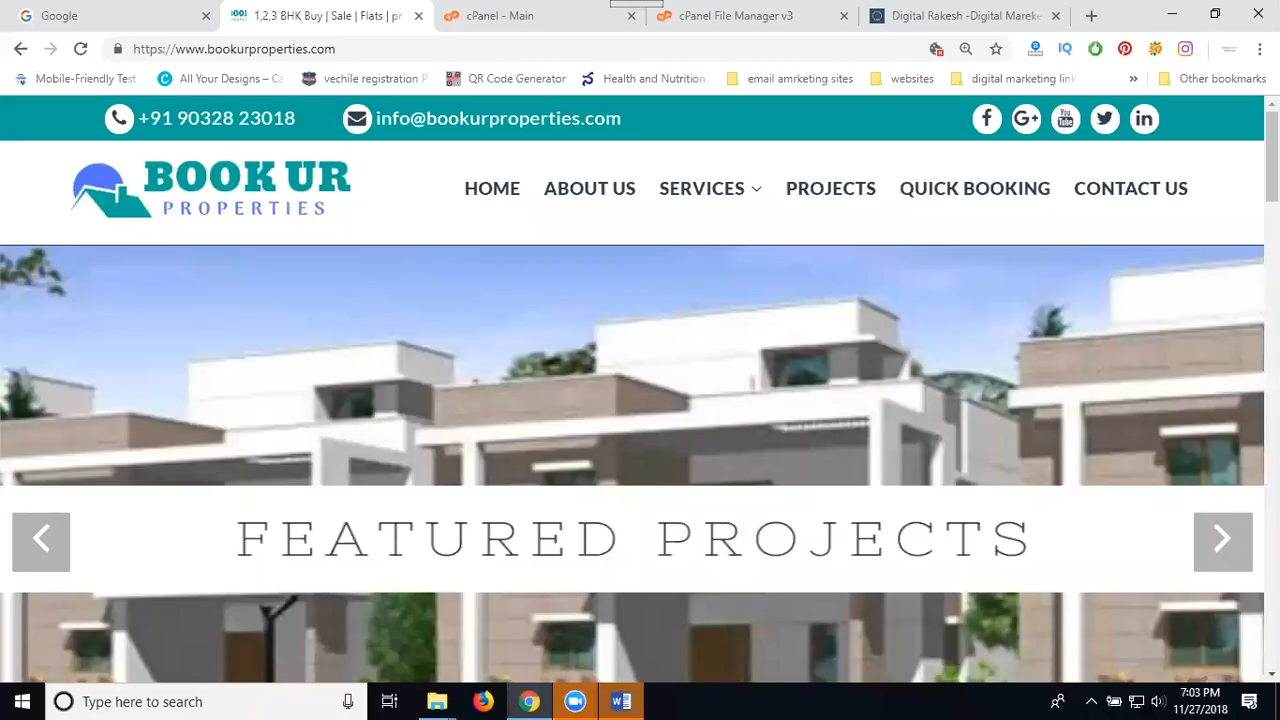 Google
1,2,3 BHK Buy | Sale | Flats | pr
cPanel - Main
cPanel File Manager v3
Digital Rakesh -Digital Mareke
https://www.bookurproperties.com
Mobile-Friendly Test
All Your Designs – Ca
vechile registration P
QR Code Generator
Health and Nutrition
email amrketing sites
websites
digital marketing link
Other bookmarks
+91 90328 23018
info@bookurproperties.com
BOOK UR
PROPERTIES
HOME
ABOUT US
SERVICES
PROJECTS
QUICK BOOKING
CONTACT US
FEATURED PROJECTS
Type here to search
7:03 PM
11/27/2018